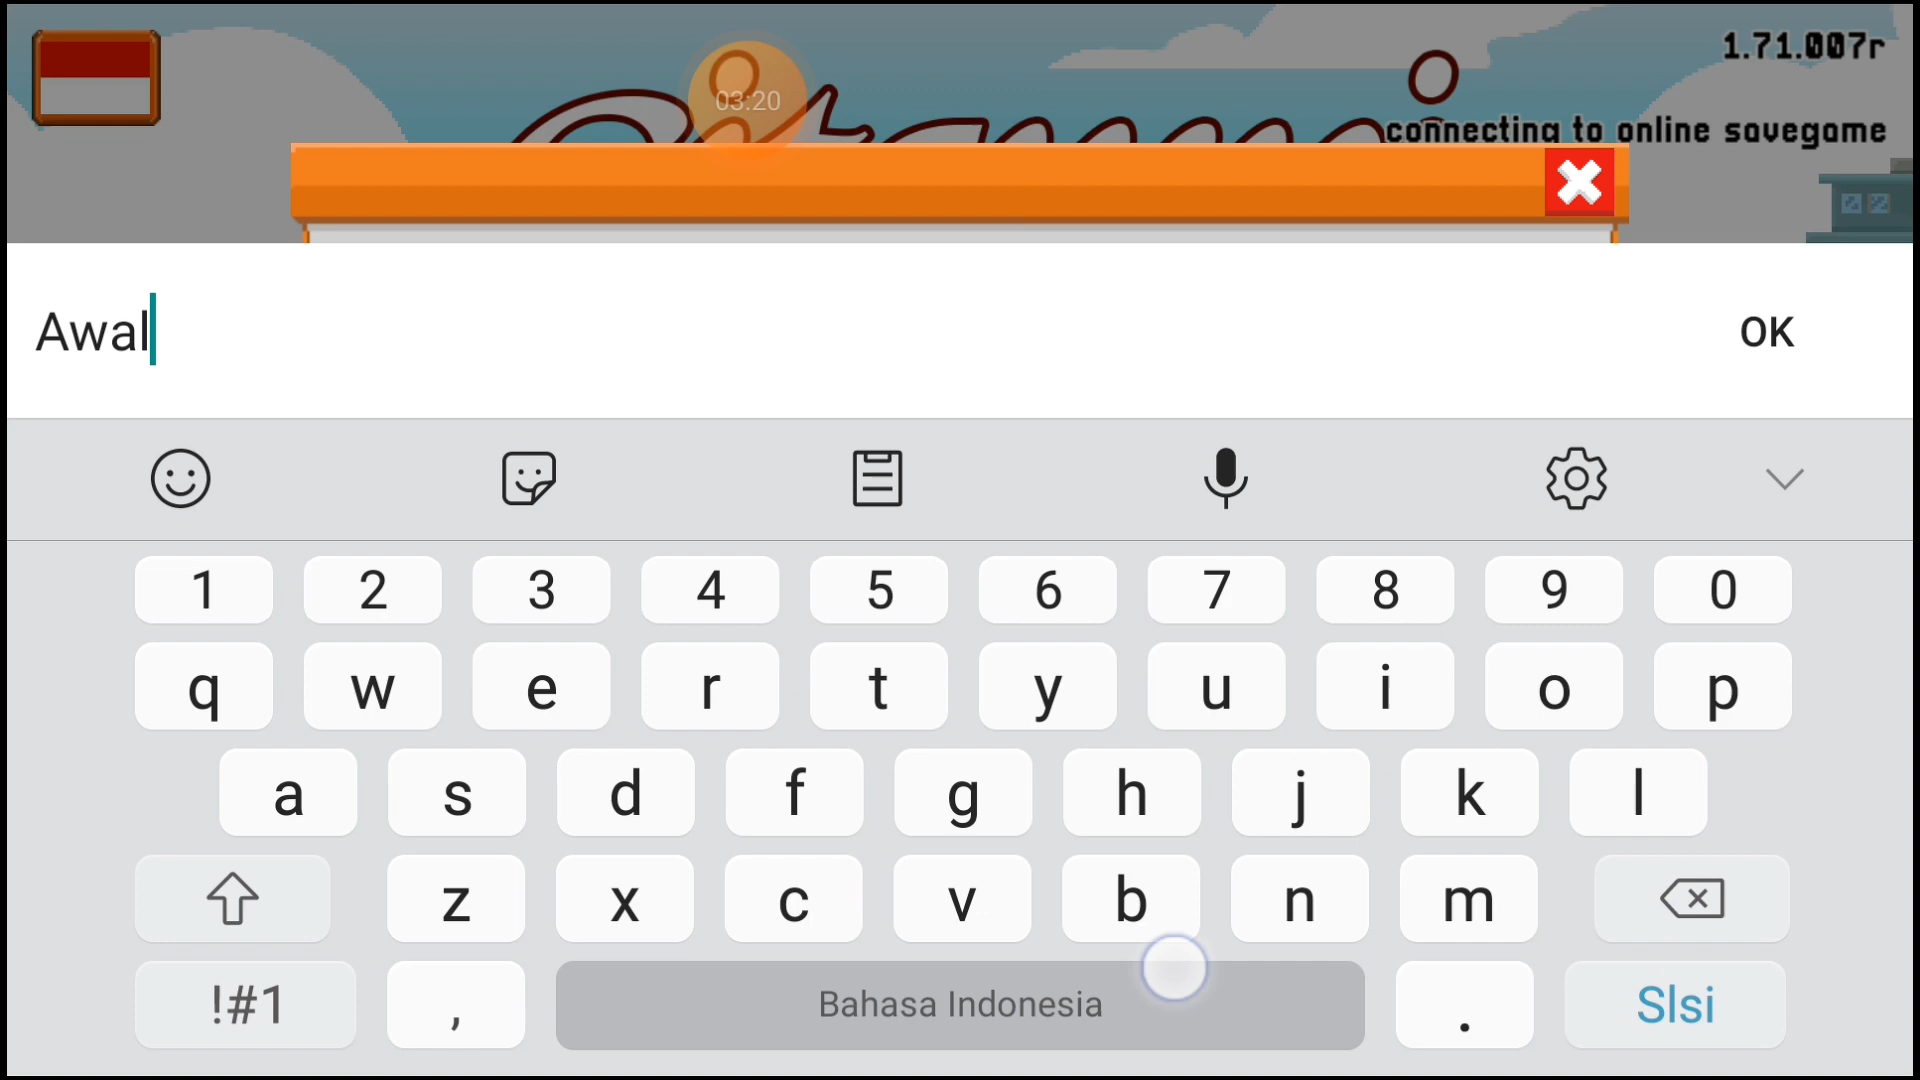 1.71.007r
03:20
connecting to online savegame
Awal
OK
1 2 3 4 5 6 7 8 9 0
q w e r t y u i o p
a s d f g h j k l
z x c v b n m
!#1 , Bahasa Indonesia . Slsi